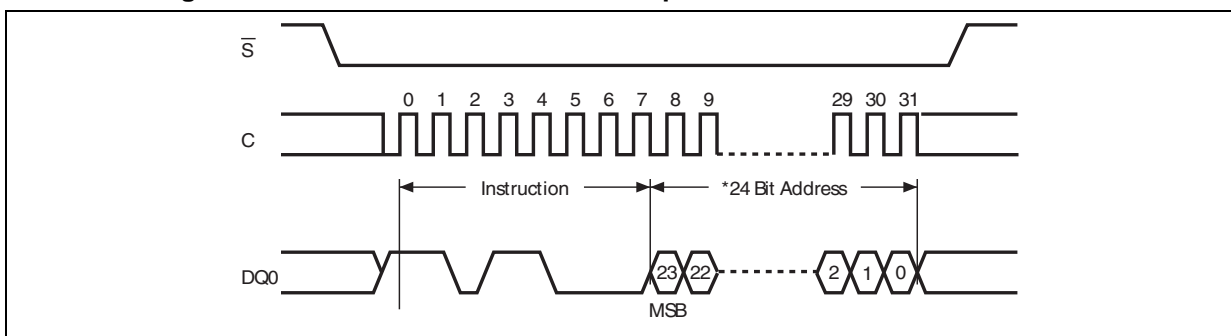 S
0 1 2 3 4 5 6 7 8 9 29 30 31
C
Instruction *24 Bit Address
DQ0 23 22 2 1 0
MSB